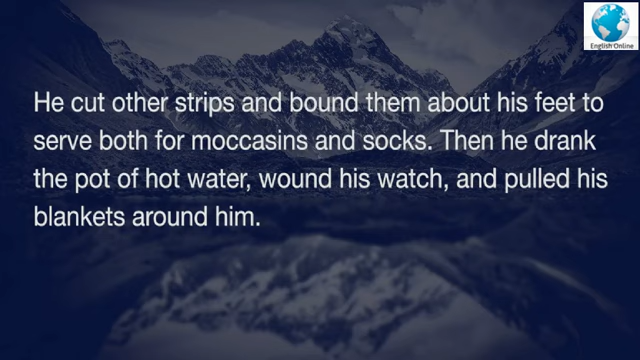 English Online
He cut other strips and bound them about his feet to
serve both for moccasins and socks. Then he drank
the pot of hot water, wound his watch, and pulled his
blankets around him.